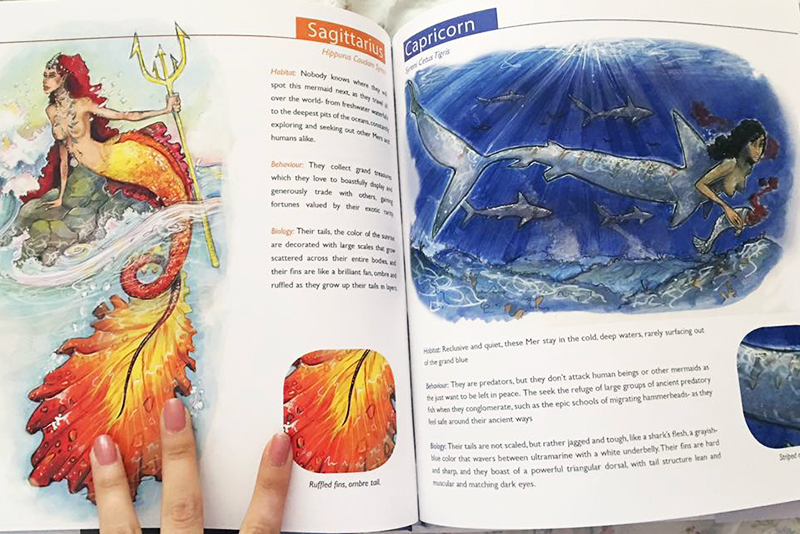 Sagittarius
Hippurus Caudam
Habitat: Nobody knows where they will
spot this mermaid next, as they travel all
over the world- from freshwater waterfalls
to the deepest pits of the oceans, constantly
exploring and seeking out other Mers and
humans alike.
Behaviour: They collect grand treasures
which they love to boastfully display and
generously trade with others, gaining
fortunes valued by their exotic rarity.
Biology: Their tails, the color of the sunrise
are decorated with large scales that grow
scattered across their entire bodies, and
their fins are like a brilliant fan, ombre and
ruffled as they grow up their tails in layers.
Ruffled fins, ombre tail.
Capricorn
Syreni Cetus Tigris
Habitat: Reclusive and quiet, these Mer stay in the cold, deep waters, rarely surfacing out
of the grand blue
Behaviour: They are predators, but they don't attack human beings or other mermaids as
the just want to be left in peace. The seek the refuge of large groups of ancient predatory
fish when they conglomerate, such as the epic schools of migrating hammerheads- as they
feel safe around their ancient ways
Biology: Their tails are not scaled, but rather jagged and tough, like a shark's flesh, a grayish-
blue color that wavers between ultramarine with a white underbelly. Their fins are hard
and sharp, and they boast of a powerful triangular dorsal, with tail structure lean and
muscular and matching dark eyes.
Striped